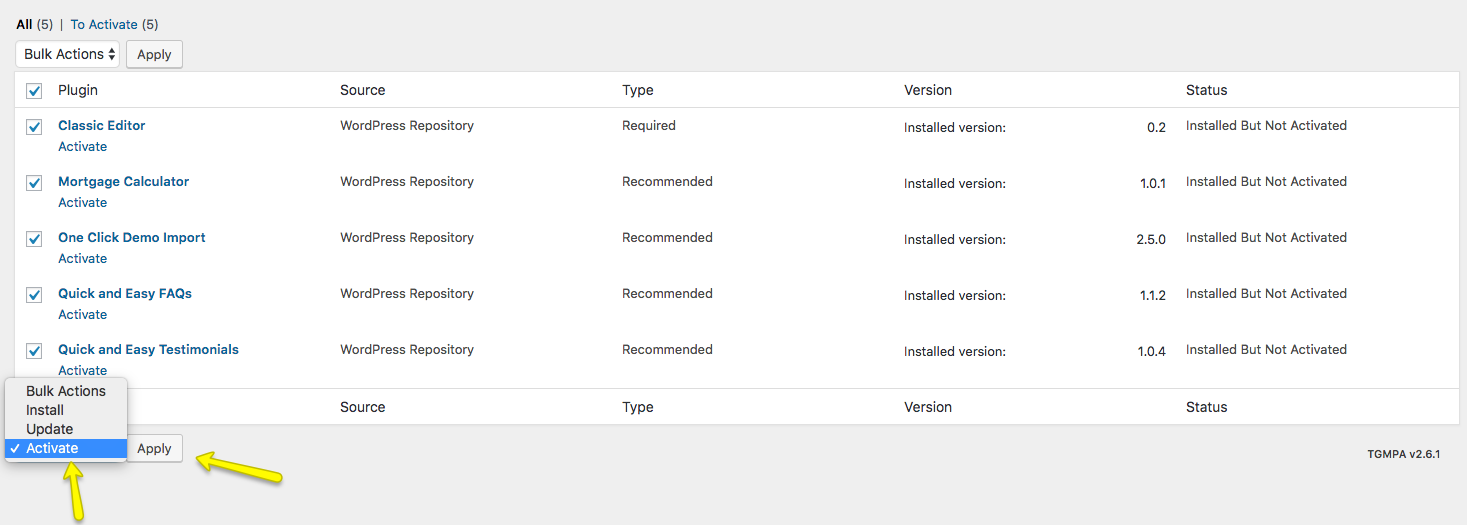 All (5) | To Activate (5)
Bulk Actions Apply
Plugin Source Type Version Status
Classic Editor WordPress Repository Required Installed version: 0.2 Installed But Not Activated
Activate
Mortgage Calculator WordPress Repository Recommended Installed version: 1.0.1 Installed But Not Activated
Activate
One Click Demo Import WordPress Repository Recommended Installed version: 2.5.0 Installed But Not Activated
Activate
Quick and Easy FAQs WordPress Repository Recommended Installed version: 1.1.2 Installed But Not Activated
Activate
Quick and Easy Testimonials WordPress Repository Recommended Installed version: 1.0.4 Installed But Not Activated
Activate
Bulk Actions
Install
Update
Activate
Source Type Version Status
Apply
TGMPA v2.6.1